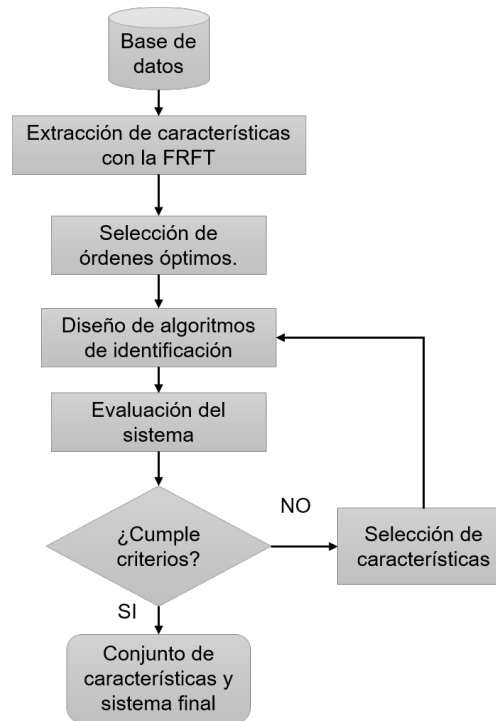 Base de
datos
Extracción de características
con la FRFT
Selección de
órdenes óptimos.
Diseño de algoritmos
de identificación
Evaluación del
sistema
¿Cumple
criterios?
NO
Selección de
características
SI
Conjunto de
características y
sistema final